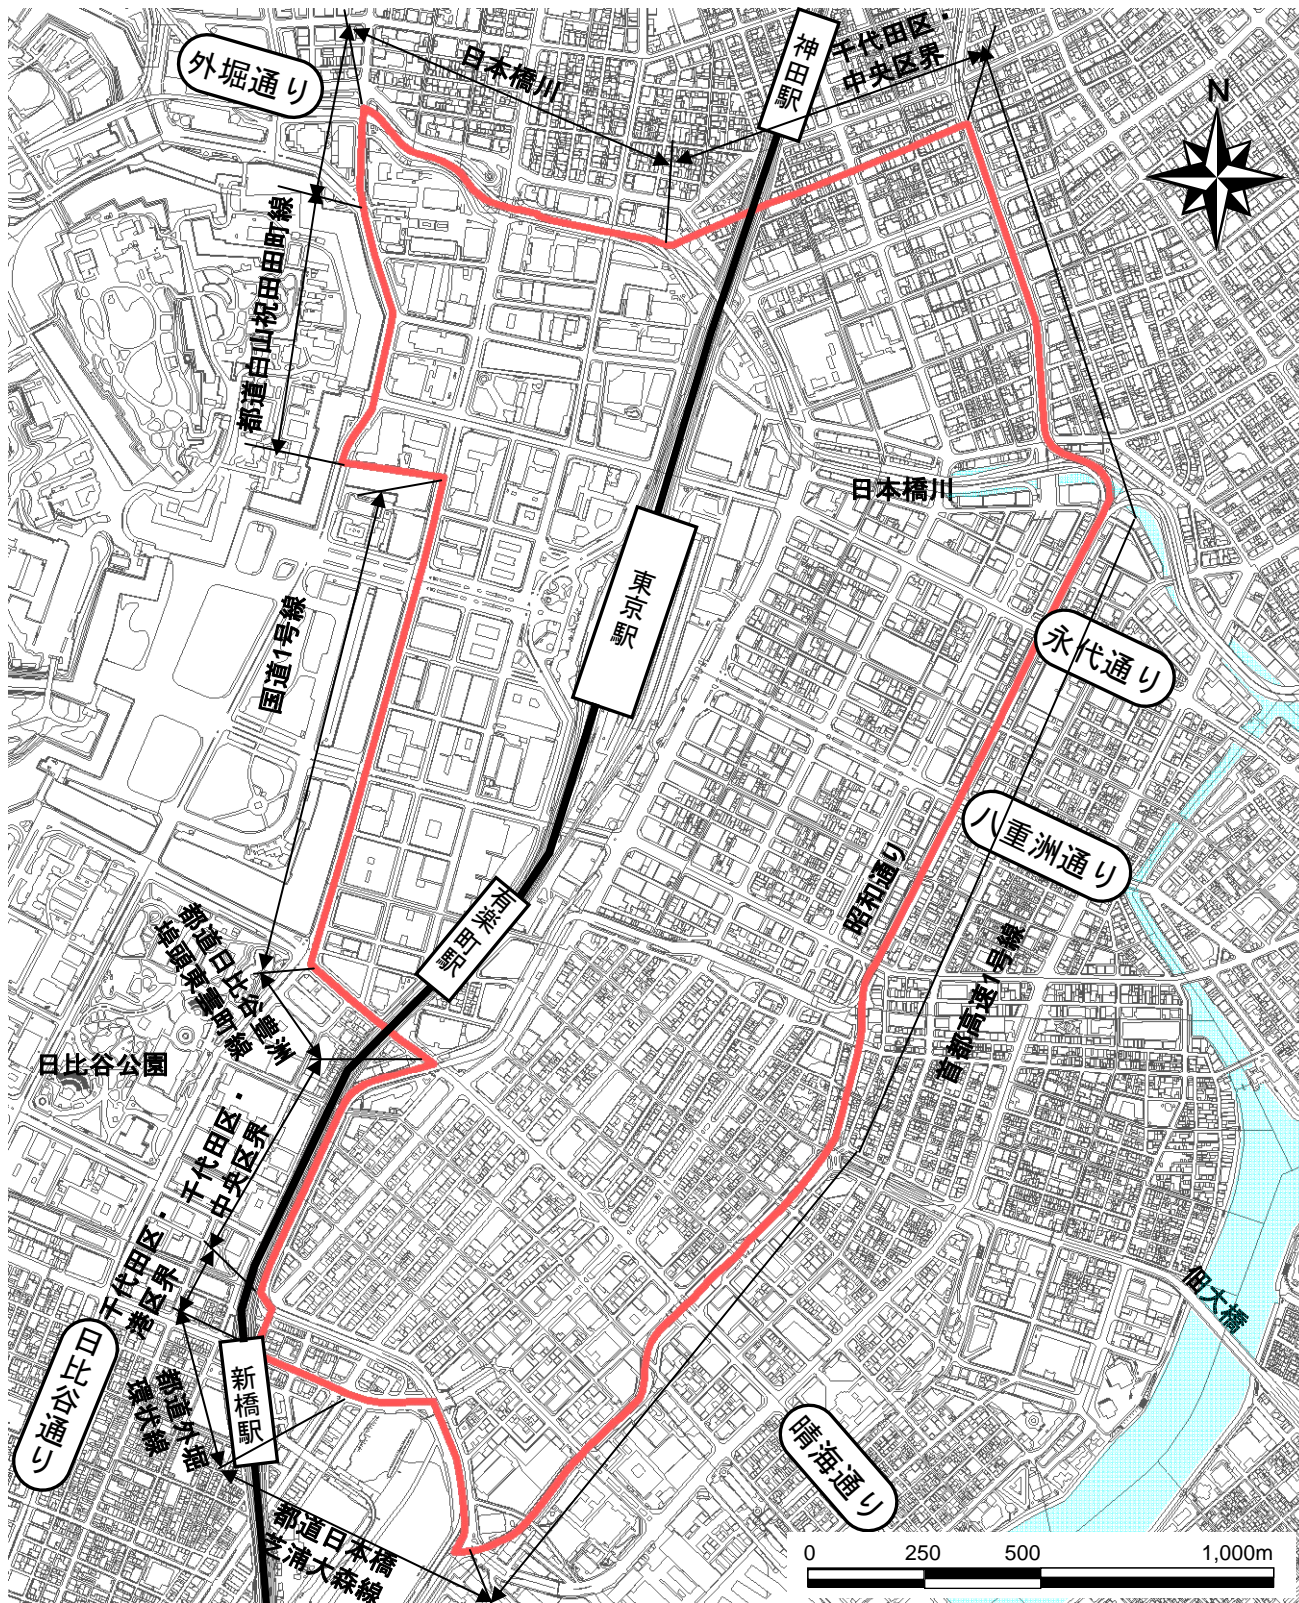 外堀通り
日本橋川
神田駅
千代田区・
中央区界
N
都道白山祝田田町線
日本橋川
東京駅
国道1号線
永代通り
八重洲通り
昭和通り
有楽町駅
都道日比谷豊洲
埠頭東雲町線
首都高速1号線
日比谷公園
千代田区・
中央区界
千代田区・
港区界
佃大橋
日比谷通り
新橋駅
都道外堀
環状線
晴海通り
都道日本橋
芝浦大森線
0 250 500 1,000m